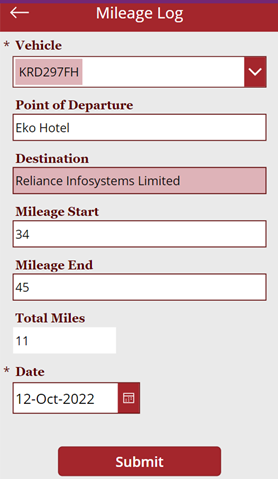 Mileage Log
* Vehicle
KRD297FH
Point of Departure
Eko Hotel
Destination
Reliance Infosystems Limited
Mileage Start
34
Mileage End
45
Total Miles
11
* Date
12-Oct-2022
Submit